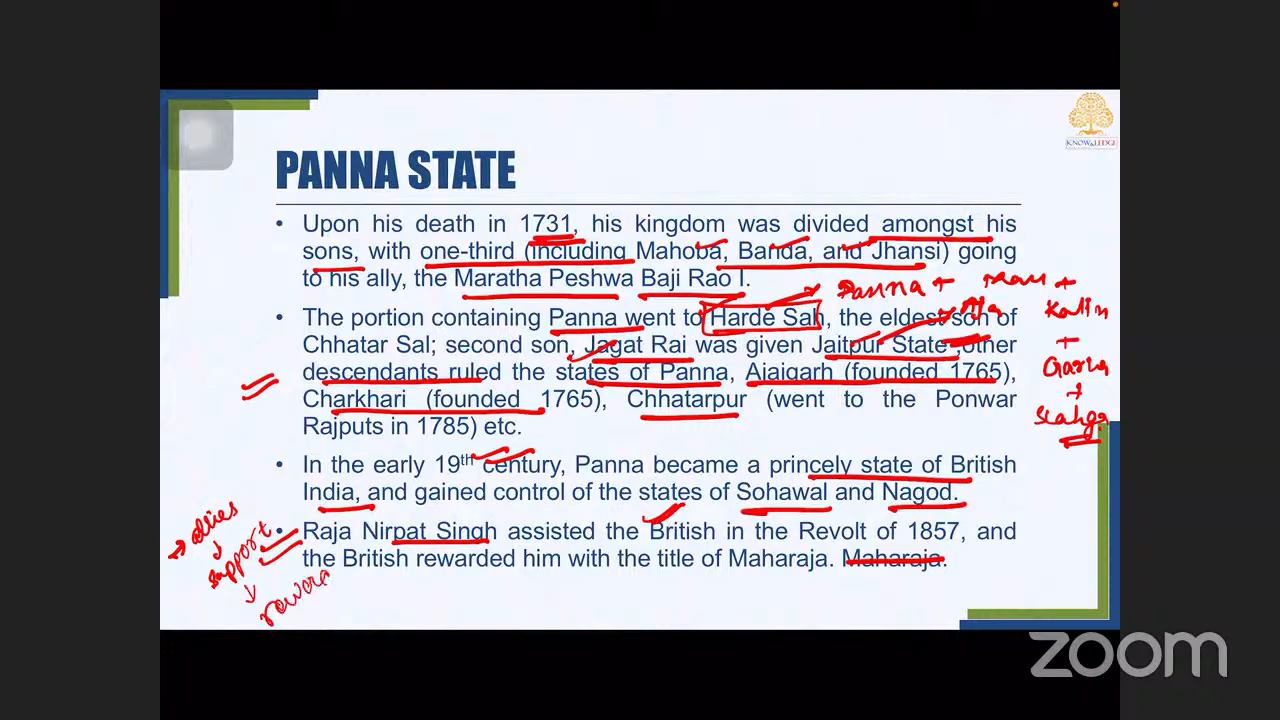 KNOWLEDGE
PANNA STATE
• Upon his death in 1731, his kingdom was divided amongst his
sons, with one-third (including Mahoba, Banda, and Jhansi) going
to his ally, the Maratha Peshwa Baji Rao I.
Panna +
+
Kalin
+
Garha
+
• The portion containing Panna went to Harde Sah, the eldest son of
Chhatar Sal; second son, Jagat Rai was given Jaitpur State ,other
descendants ruled the states of Panna, Ajaigarh (founded 1765),
Charkhari (founded 1765), Chhatarpur (went to the Ponwar
Rajputs in 1785) etc.
• In the early 19th century, Panna became a princely state of British
India, and gained control of the states of Sohawal and Nagod.
• Raja Nirpat Singh assisted the British in the Revolt of 1857, and
the British rewarded him with the title of Maharaja. Maharaja.
allies
support
zoom